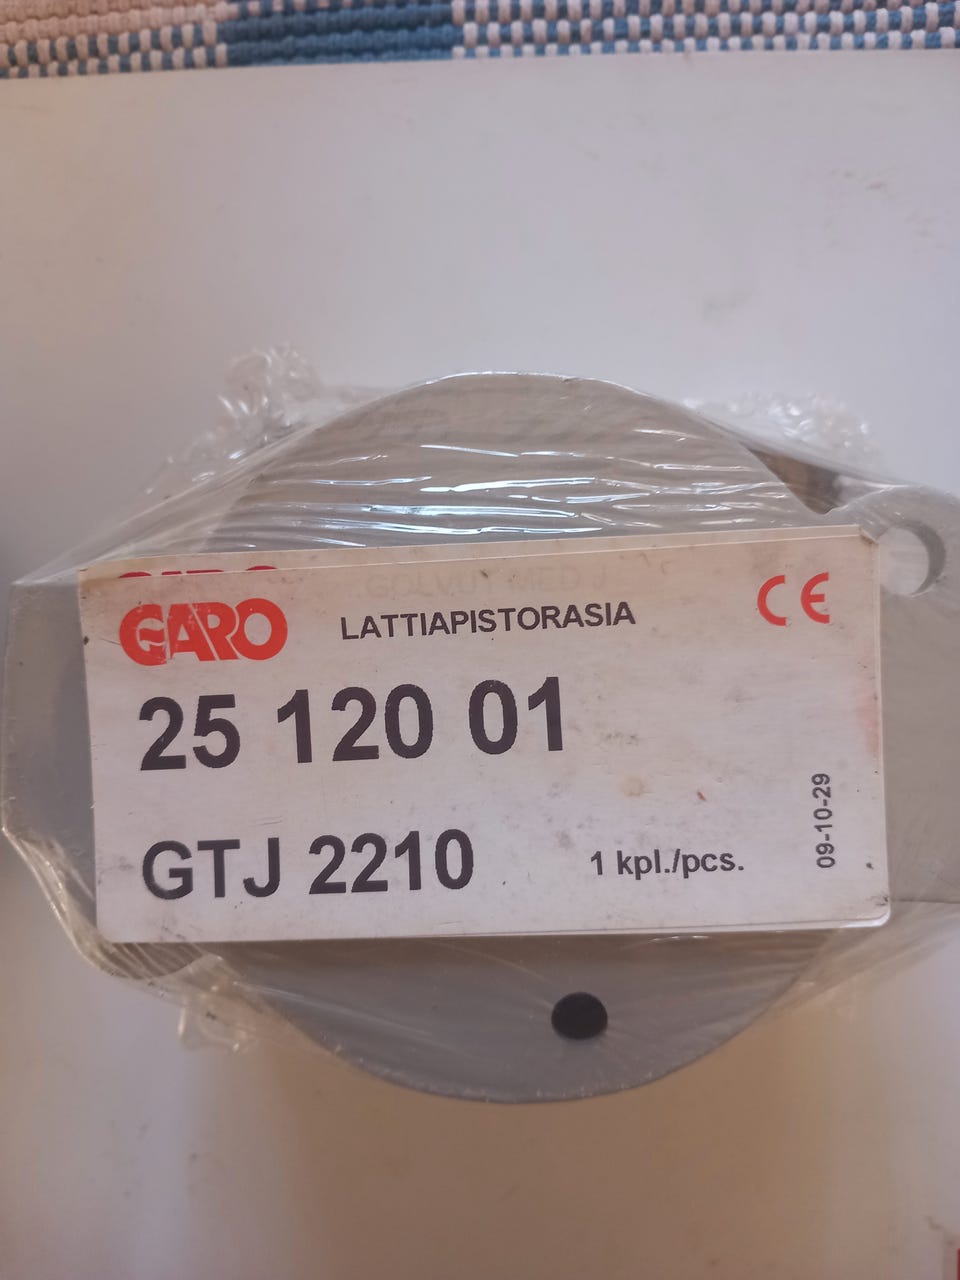 GARO
LATTIAPISTORASIA
CE
25 120 01
GTJ 2210
1 kpl./pcs.
09-10-29